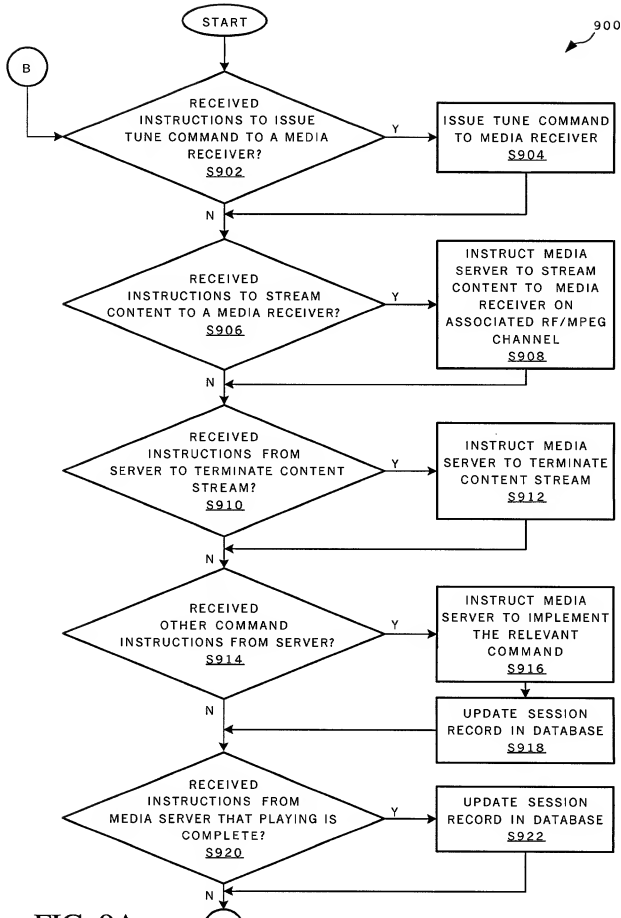 START
900
B
RECEIVED
INSTRUCTIONS TO ISSUE
TUNE COMMAND TO A MEDIA
RECEIVER?
S902
Y
ISSUE TUNE COMMAND
TO MEDIA RECEIVER
S904
N
RECEIVED
INSTRUCTIONS TO STREAM
CONTENT TO A MEDIA RECEIVER?
S906
Y
INSTRUCT MEDIA
SERVER TO STREAM
CONTENT TO MEDIA
RECEIVER ON
ASSOCIATED RF/MPEG
CHANNEL
S908
N
RECEIVED
INSTRUCTIONS FROM
SERVER TO TERMINATE CONTENT
STREAM?
S910
Y
INSTRUCT MEDIA
SERVER TO TERMINATE
CONTENT STREAM
S912
N
RECEIVED
OTHER COMMAND
INSTRUCTIONS FROM SERVER?
S914
Y
INSTRUCT MEDIA
SERVER TO IMPLEMENT
THE RELEVANT
COMMAND
S916
N
UPDATE SESSION
RECORD IN DATABASE
S918
RECEIVED
INSTRUCTIONS FROM
MEDIA SERVER THAT PLAYING IS
COMPLETE?
S920
Y
UPDATE SESSION
RECORD IN DATABASE
S922
N
FIG. 9A